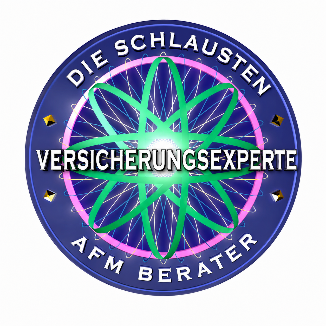 DIE SCHLAUSTEN
VERSICHERUNGSEXPERTE
AFM BERATER